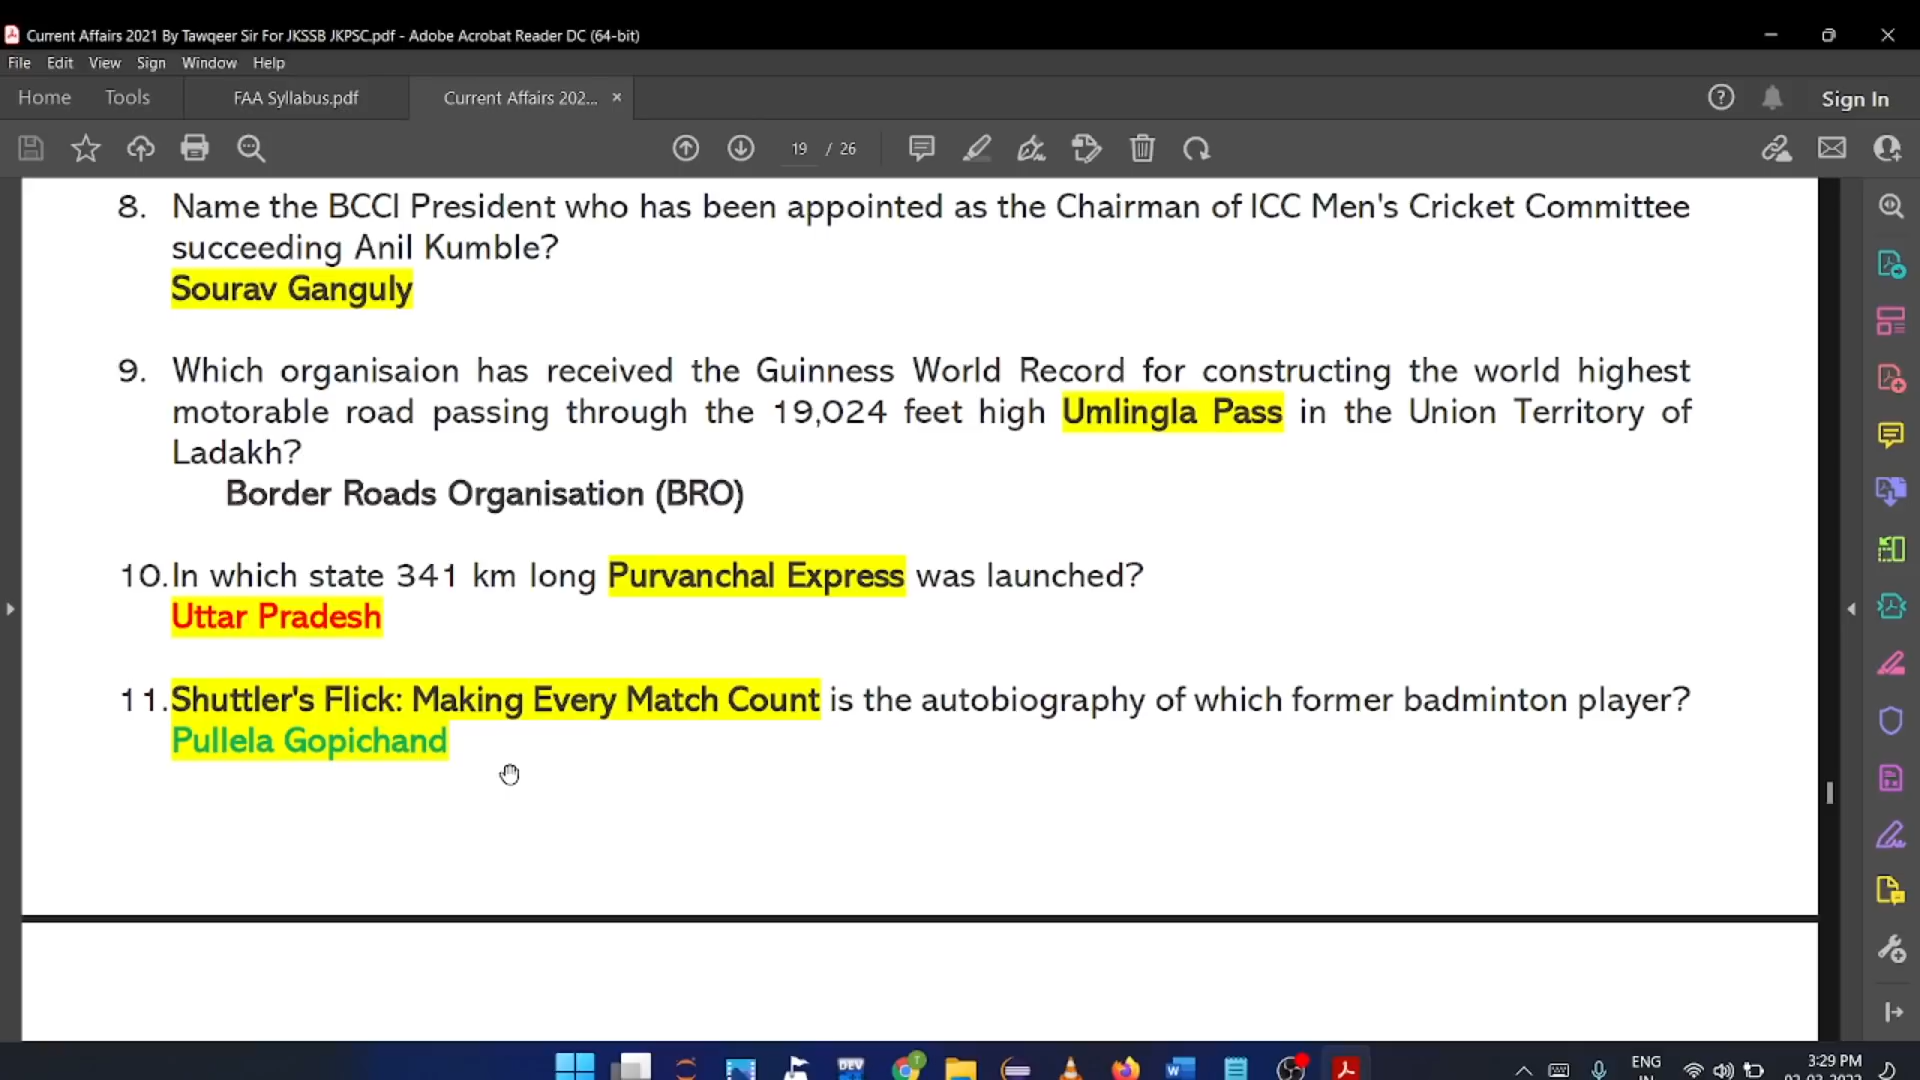 Current Affairs 2021 By Tawqeer Sir For JKSSB JKPSC.pdf - Adobe Acrobat Reader DC (64-bit)
File Edit View Sign Window Help
Home Tools FAA Syllabus.pdf Current Affairs 202... × Sign In
19 / 26
8. Name the BCCI President who has been appointed as the Chairman of ICC Men's Cricket Committee
succeeding Anil Kumble?
Sourav Ganguly
9. Which organisaion has received the Guinness World Record for constructing the world highest
motorable road passing through the 19,024 feet high Umlingla Pass in the Union Territory of
Ladakh?
Border Roads Organisation (BRO)
10. In which state 341 km long Purvanchal Express was launched?
Uttar Pradesh
11. Shuttler's Flick: Making Every Match Count is the autobiography of which former badminton player?
Pullela Gopichand
DEV T W ENG 3:29 PM